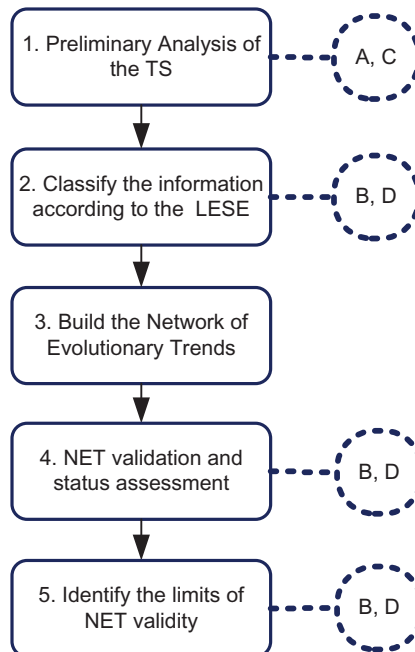 1. Preliminary Analysis of
the TS
A, C
2. Classify the information
according to the LESE
B, D
3. Build the Network of
Evolutionary Trends
4. NET validation and
status assessment
B, D
5. Identify the limits of
NET validity
B, D